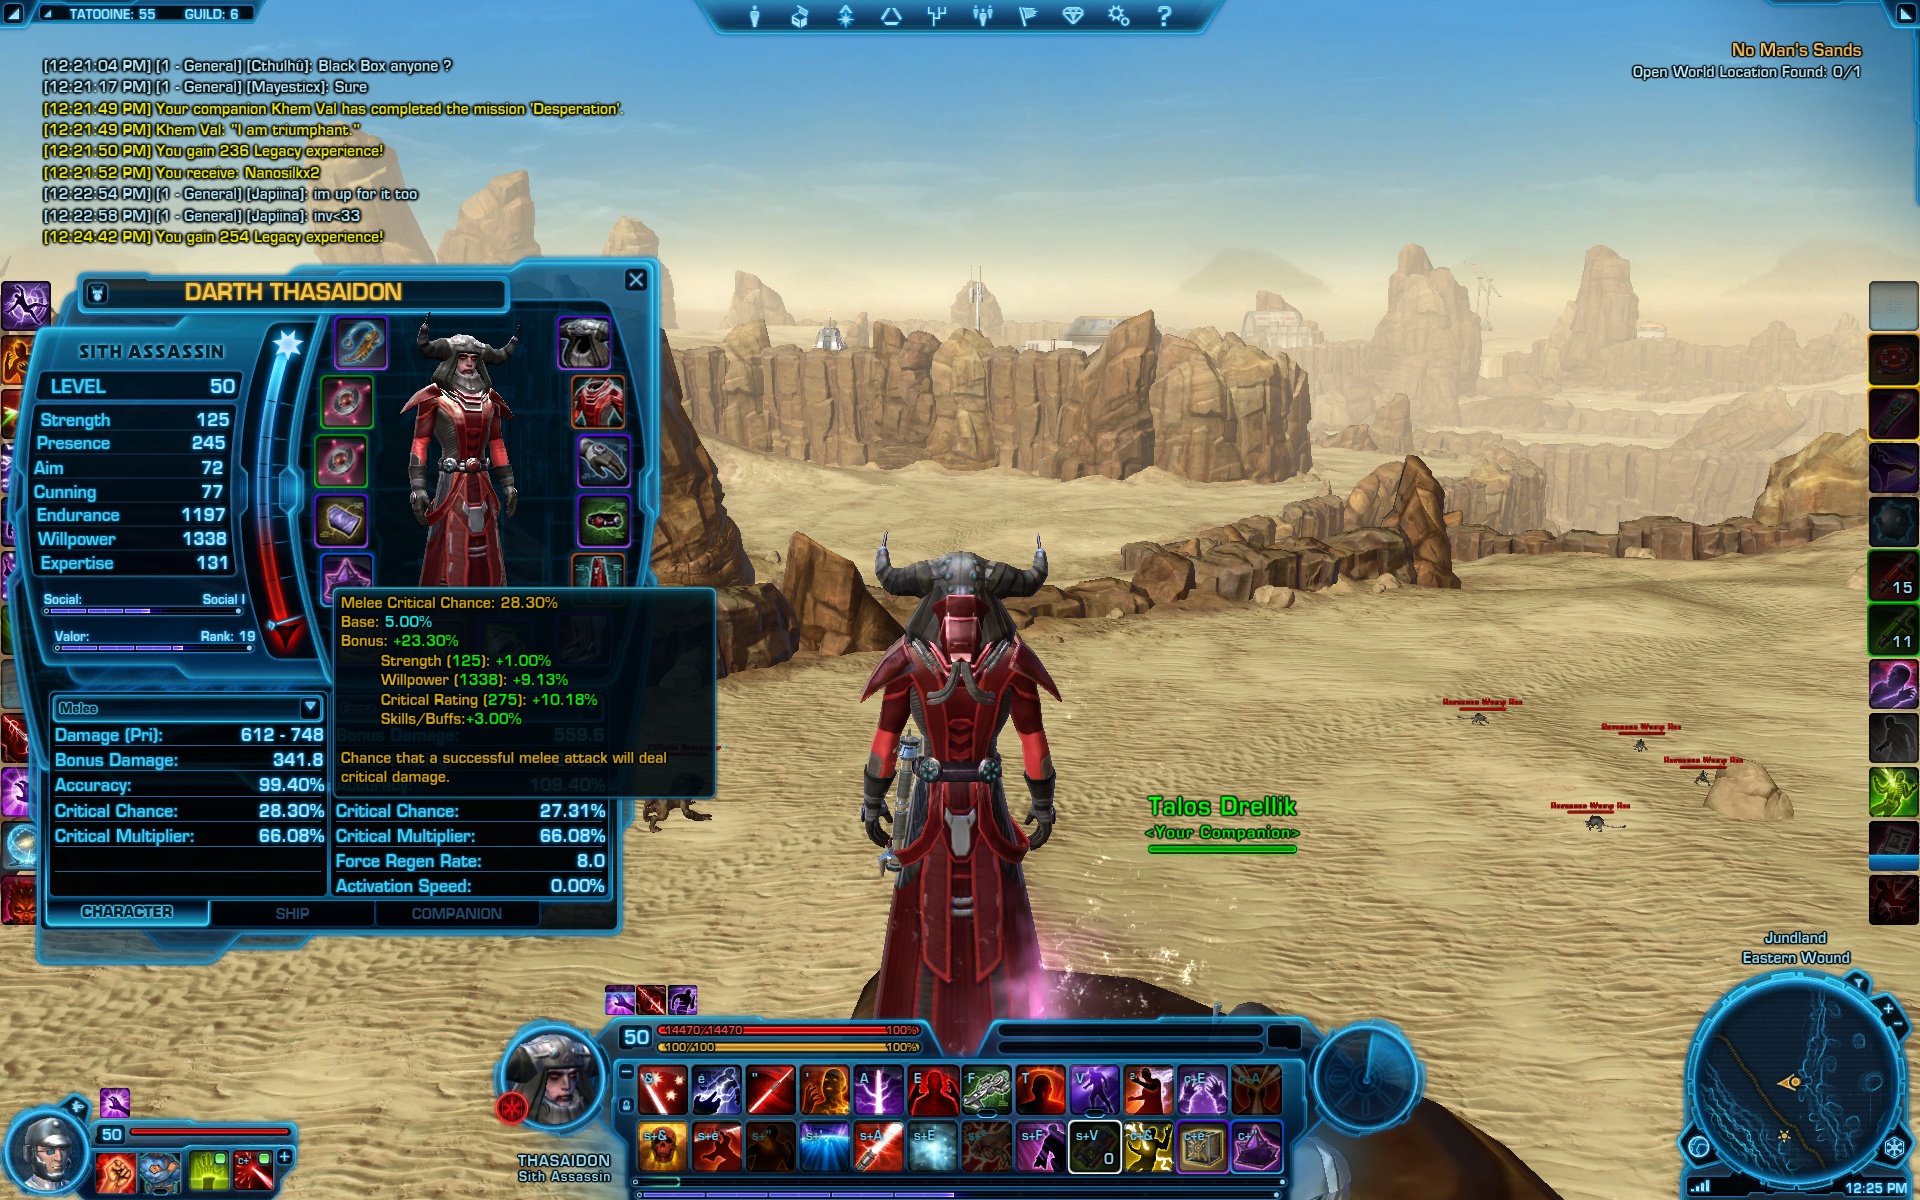 TATOOINE: 55 GUILD: 6
?
[12:21:04 PM] [1 - General] [Cthulhû]: Black Box anyone ?
[12:21:17 PM] [1 - General] [Mayesticx]: Sure
[12:21:49 PM] Your companion Khem Val has completed the mission 'Desperation'.
[12:21:49 PM] Khem Val: "I am triumphant."
[12:21:50 PM] You gain 236 Legacy experience!
[12:21:52 PM] You receive: Nanosilkx2
[12:22:54 PM] [1 - General] [Japiina]: im up for it too
[12:22:58 PM] [1 - General] [Japiina]: inv<33
[12:24:42 PM] You gain 254 Legacy experience!
No Man's Sands
Open World Location Found: 0/1
DARTH THASAIDON
SITH ASSASSIN
LEVEL 50
Strength 125
Presence 245
Aim 72
Cunning 77
Endurance 1197
Willpower 1338
Expertise 131
Social: Social I
Valor: Rank: 19
Melee Critical Chance: 28.30%
Base: 5.00%
Bonus: +23.30%
Strength (125): +1.00%
Willpower (1338): +9.13%
Critical Rating (275): +10.18%
Skills/Buffs:+3.00%
Chance that a successful melee attack will deal
critical damage.
Melee
Damage (Pri): 612 - 748
Bonus Damage: 341.8
Accuracy: 99.40%
Critical Chance: 28.30%
Critical Multiplier: 66.08%
Bonus Damage: 559.6
Accuracy: 109.40%
Critical Chance: 27.31%
Critical Multiplier: 66.08%
Force Regen Rate: 8.0
Activation Speed: 0.00%
CHARACTER SHIP COMPANION
15
11
Talos Drellik
<Your Companion>
Jundland
Eastern Wound
50 14470/14470 100%
100/100 100%
& é " ' A E F T V ² c+E c+A
s+& s+é s+" s+' s+A s+E s+F s+V 0 c+& c+é c+"
THASAIDON
Sith Assassin
50
c+
12:25 PM